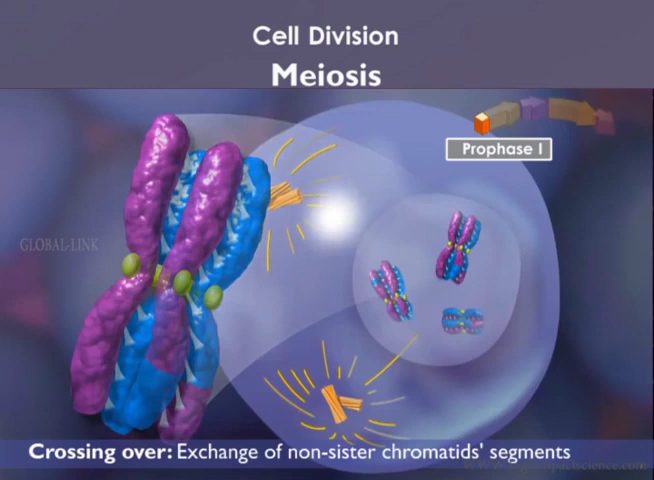 Cell Division
Meiosis
Prophase I
GLOBAL-LINK
Crossing over: Exchange of non-sister chromatids' segments